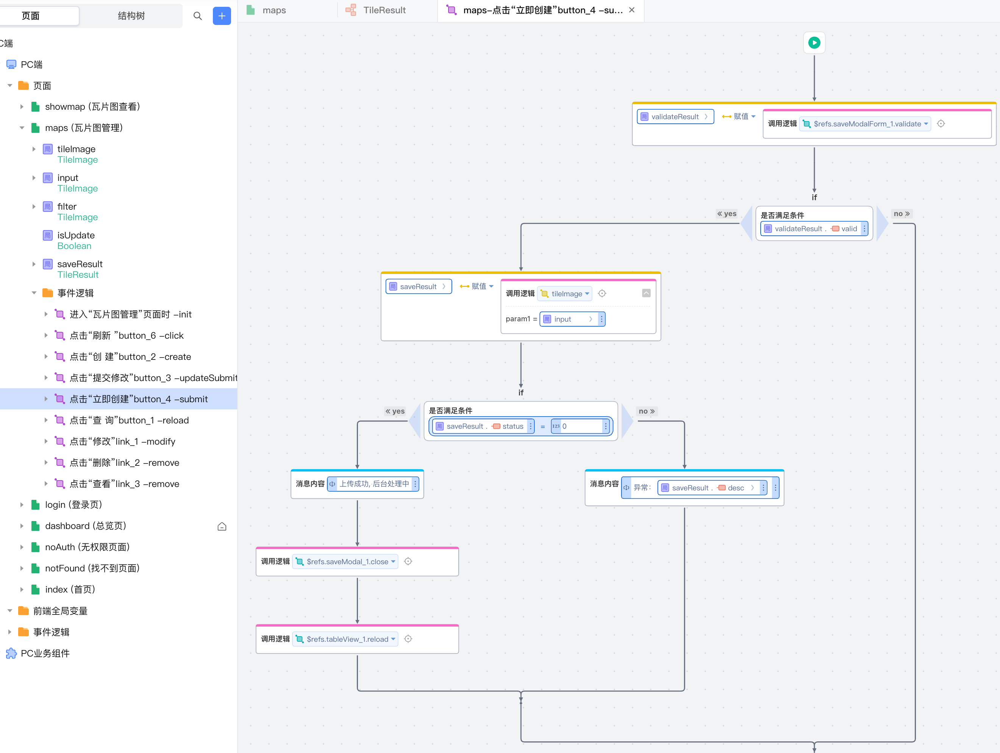 页面
结构树
C端
PC端
页面
showmap (瓦片图查看)
maps (瓦片图管理)
局
tileImage
TileImage
局
input
TileImage
局
filter
TileImage
局
isUpdate
Boolean
局
saveResult
TileResult
事件逻辑
进入“瓦片图管理”页面时 -init
点击“刷新 ”button_6 -click
点击“创 建”button_2 -create
点击“提交修改”button_3 -updateSubmit
点击“立即创建”button_4 -submit
点击“查 询”button_1 -reload
点击“修改”link_1 -modify
点击“删除”link_2 -remove
点击“查看”link_3 -remove
login (登录页)
dashboard (总览页)
noAuth (无权限页面)
notFound (找不到页面)
index (首页)
前端全局变量
事件逻辑
PC业务组件
maps
TileResult
maps-点击“立即创建”button_4 -su...
局 validateResult 赋值 调用逻辑 $refs.saveModalForm_1.validate
if
yes
是否满足条件
no
局 validateResult . valid
局 saveResult 赋值 调用逻辑 tileImage
param1 = 局 input
if
yes
是否满足条件
no
局 saveResult . status = 123 0
消息内容 上传成功, 后台处理中
消息内容 异常： 局 saveResult . desc
调用逻辑 $refs.saveModal_1.close
调用逻辑 $refs.tableView_1.reload